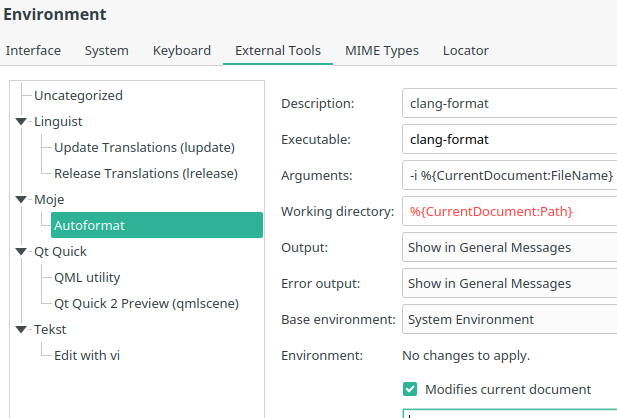 Environment
Interface System Keyboard External Tools MIME Types Locator
Uncategorized
Linguist
Update Translations (lupdate)
Release Translations (lrelease)
Moje
Autoformat
Qt Quick
QML utility
Qt Quick 2 Preview (qmlscene)
Tekst
Edit with vi
Description: clang-format
Executable: clang-format
Arguments: -i %{CurrentDocument:FileName}
Working directory: %{CurrentDocument:Path}
Output: Show in General Messages
Error output: Show in General Messages
Base environment: System Environment
Environment: No changes to apply.
Modifies current document